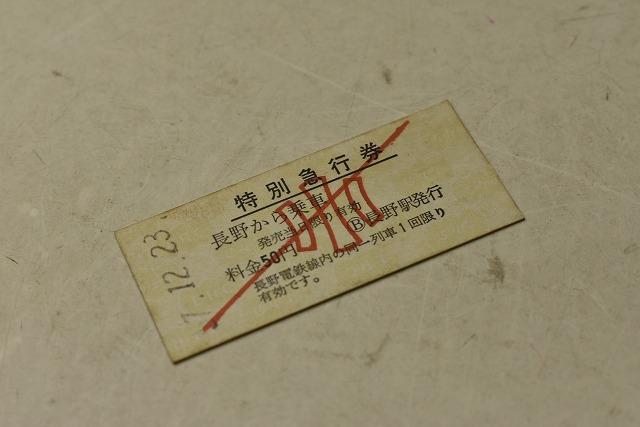 特別急行券
長野から乗車
発売当日限り有効
料金50円 Ⓑ長野駅発行
長野電鉄線内の同一列車1回限り
有効です。
7.12.23